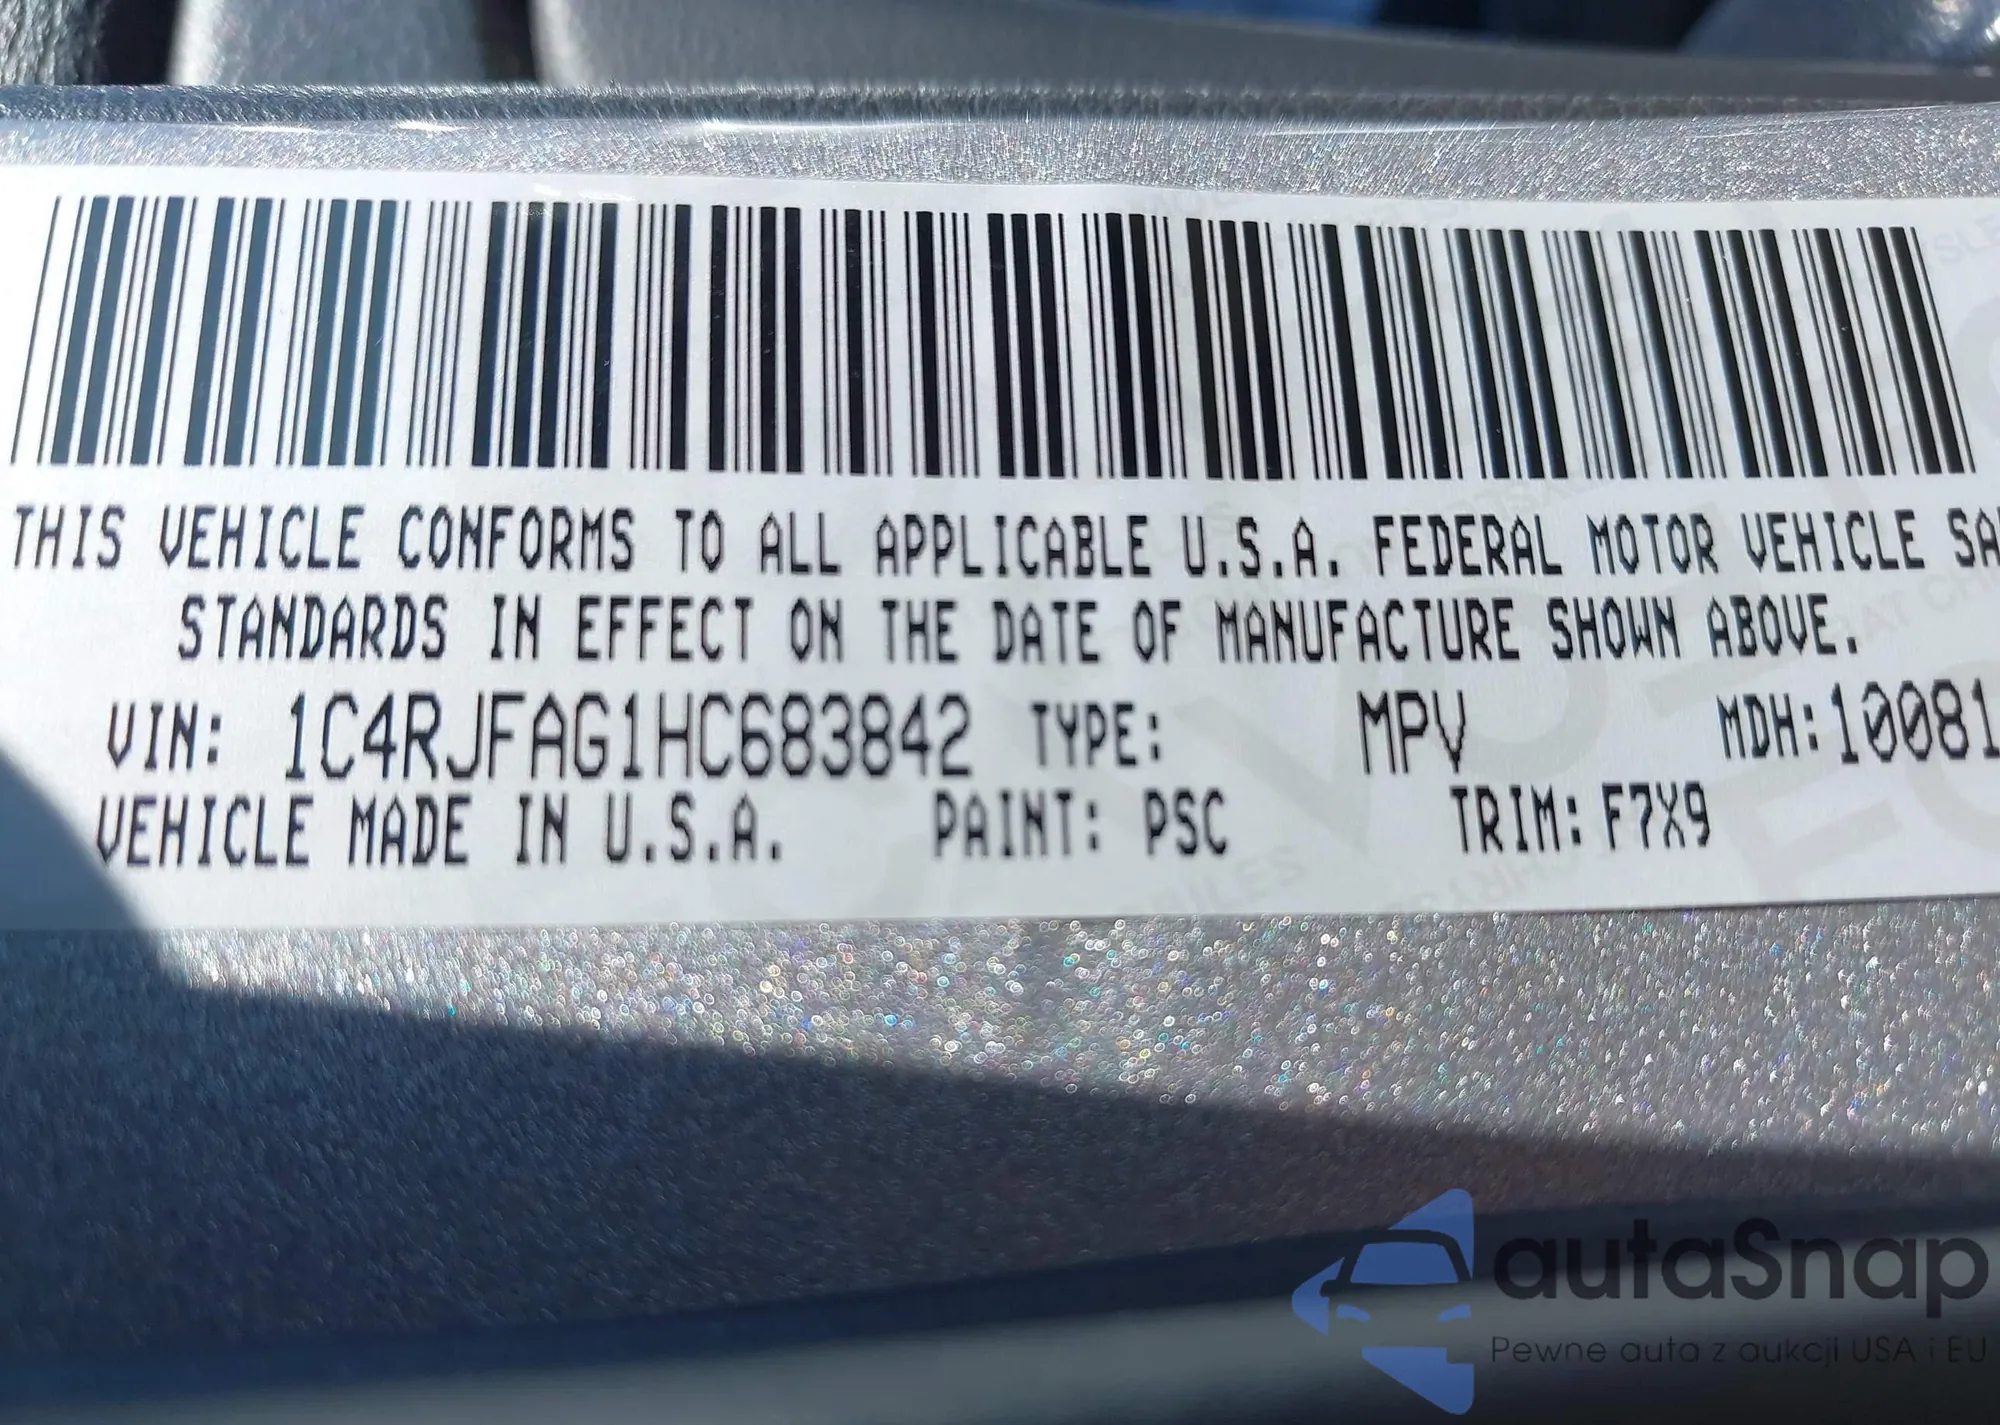 THIS VEHICLE CONFORMS TO ALL APPLICABLE U.S.A. FEDERAL MOTOR VEHICLE SA
STANDARDS IN EFFECT ON THE DATE OF MANUFACTURE SHOWN ABOVE.
VIN: 1C4RJFAG1HC683842 TYPE: MPV MDH:10081
VEHICLE MADE IN U.S.A. PAINT: PSC TRIM: F7X9
autaSnap
Pewne auta z aukcji USA i EU